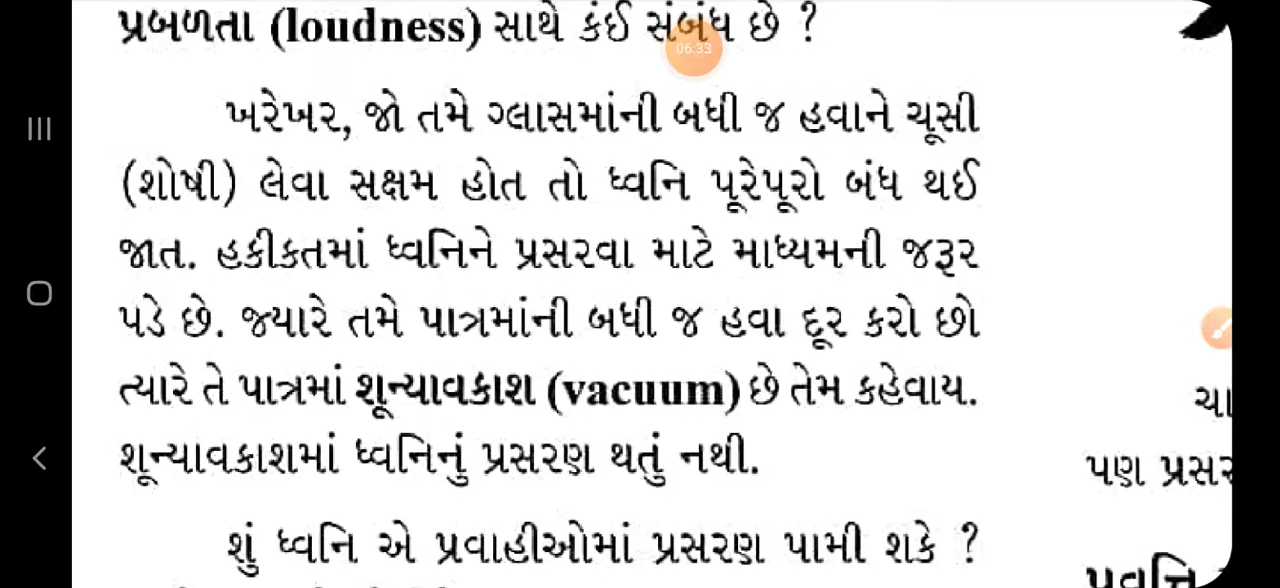 પ્રબળતા (loudness) સાથે કંઈ સંબંધ છે ?
06:33
ખરેખર, જો તમે ગ્લાસમાંની બધી જ હવાને ચૂસી
(શોષી) લેવા સક્ષમ હોત તો ધ્વનિ પૂરેપૂરો બંધ થઈ
જાત. હકીકતમાં ધ્વનિને પ્રસરવા માટે માધ્યમની જરૂર
પડે છે. જ્યારે તમે પાત્રમાંની બધી જ હવા દૂર કરો છો
ત્યારે તે પાત્રમાં શૂન્યાવકાશ (vacuum) છે તેમ કહેવાય.
શૂન્યાવકાશમાં ધ્વનિનું પ્રસરણ થતું નથી.
શું ધ્વનિ એ પ્રવાહીઓમાં પ્રસરણ પામી શકે ?
ચા
પણ પ્રસર